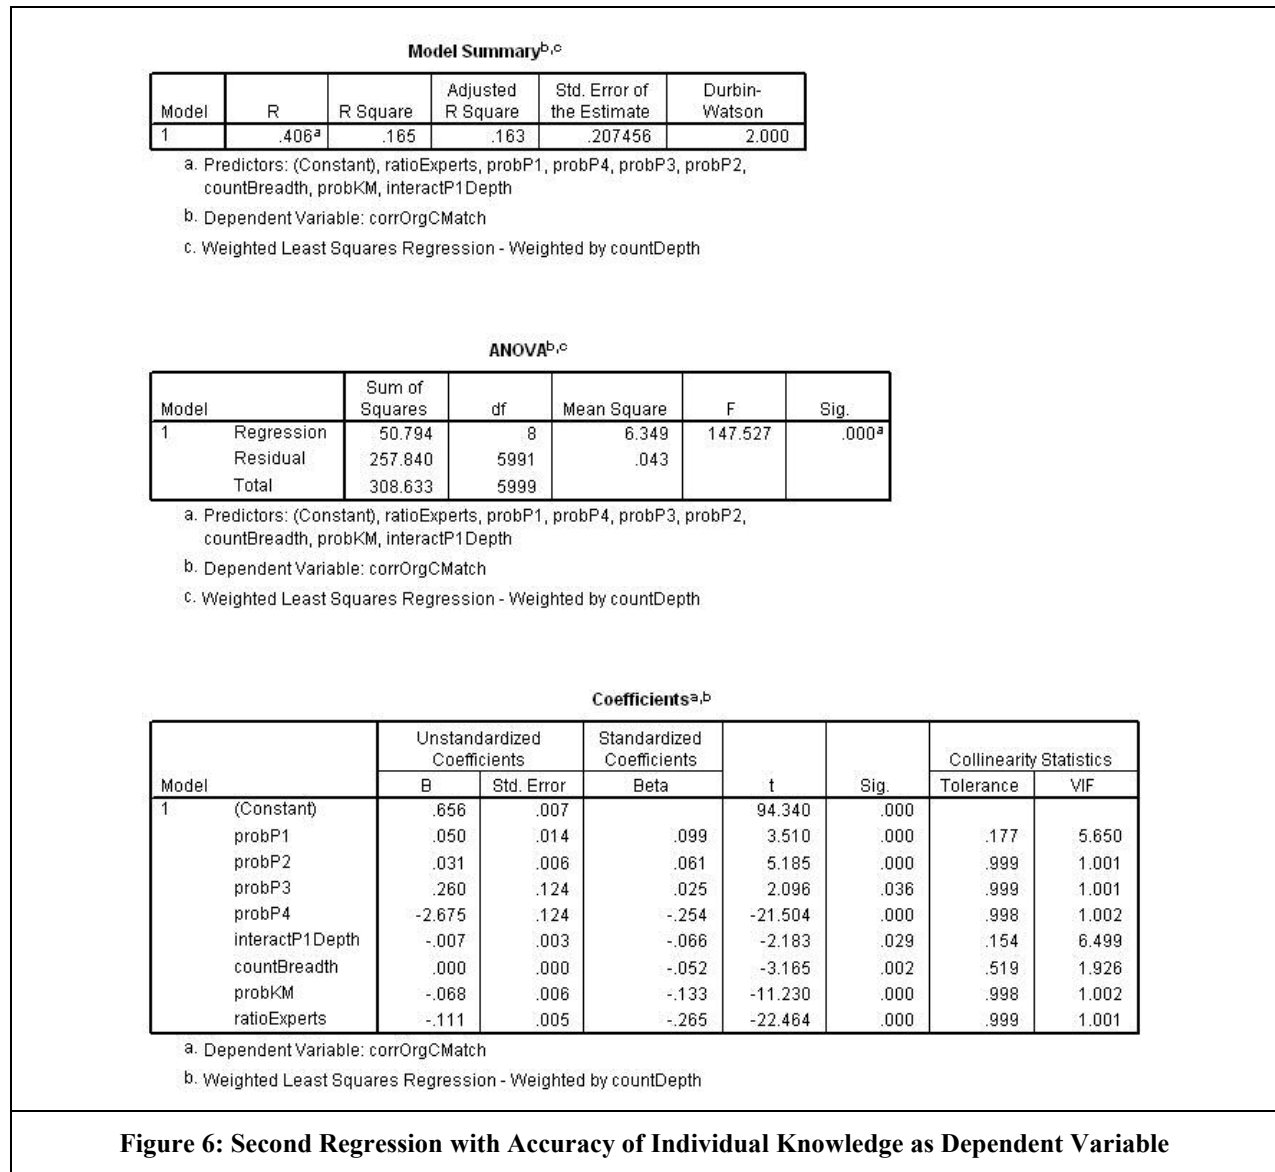 Model Summaryb,c
Model R R Square Adjusted R Square Std. Error of the Estimate Durbin-Watson
1 .406a .165 .163 .207456 2.000
a. Predictors: (Constant), ratioExperts, probP1, probP4, probP3, probP2,
countBreadth, probKM, interactP1Depth
b. Dependent Variable: corrOrgCMatch
c. Weighted Least Squares Regression - Weighted by countDepth
ANOVAb,c
Model Sum of Squares df Mean Square F Sig.
1 Regression 50.794 8 6.349 147.527 .000a
Residual 257.840 5991 .043
Total 308.633 5999
a. Predictors: (Constant), ratioExperts, probP1, probP4, probP3, probP2,
countBreadth, probKM, interactP1Depth
b. Dependent Variable: corrOrgCMatch
c. Weighted Least Squares Regression - Weighted by countDepth
Coefficientsa,b
Unstandardized Coefficients Standardized Coefficients Collinearity Statistics
Model B Std. Error Beta t Sig. Tolerance VIF
1 (Constant) .656 .007 94.340 .000
probP1 .050 .014 .099 3.510 .000 .177 5.650
probP2 .031 .006 .061 5.185 .000 .999 1.001
probP3 .260 .124 .025 2.096 .036 .999 1.001
probP4 -2.675 .124 -.254 -21.504 .000 .998 1.002
interactP1Depth -.007 .003 -.066 -2.183 .029 .154 6.499
countBreadth .000 .000 -.052 -3.165 .002 .519 1.926
probKM -.068 .006 -.133 -11.230 .000 .998 1.002
ratioExperts -.111 .005 -.265 -22.464 .000 .999 1.001
a. Dependent Variable: corrOrgCMatch
b. Weighted Least Squares Regression - Weighted by countDepth
Figure 6: Second Regression with Accuracy of Individual Knowledge as Dependent Variable